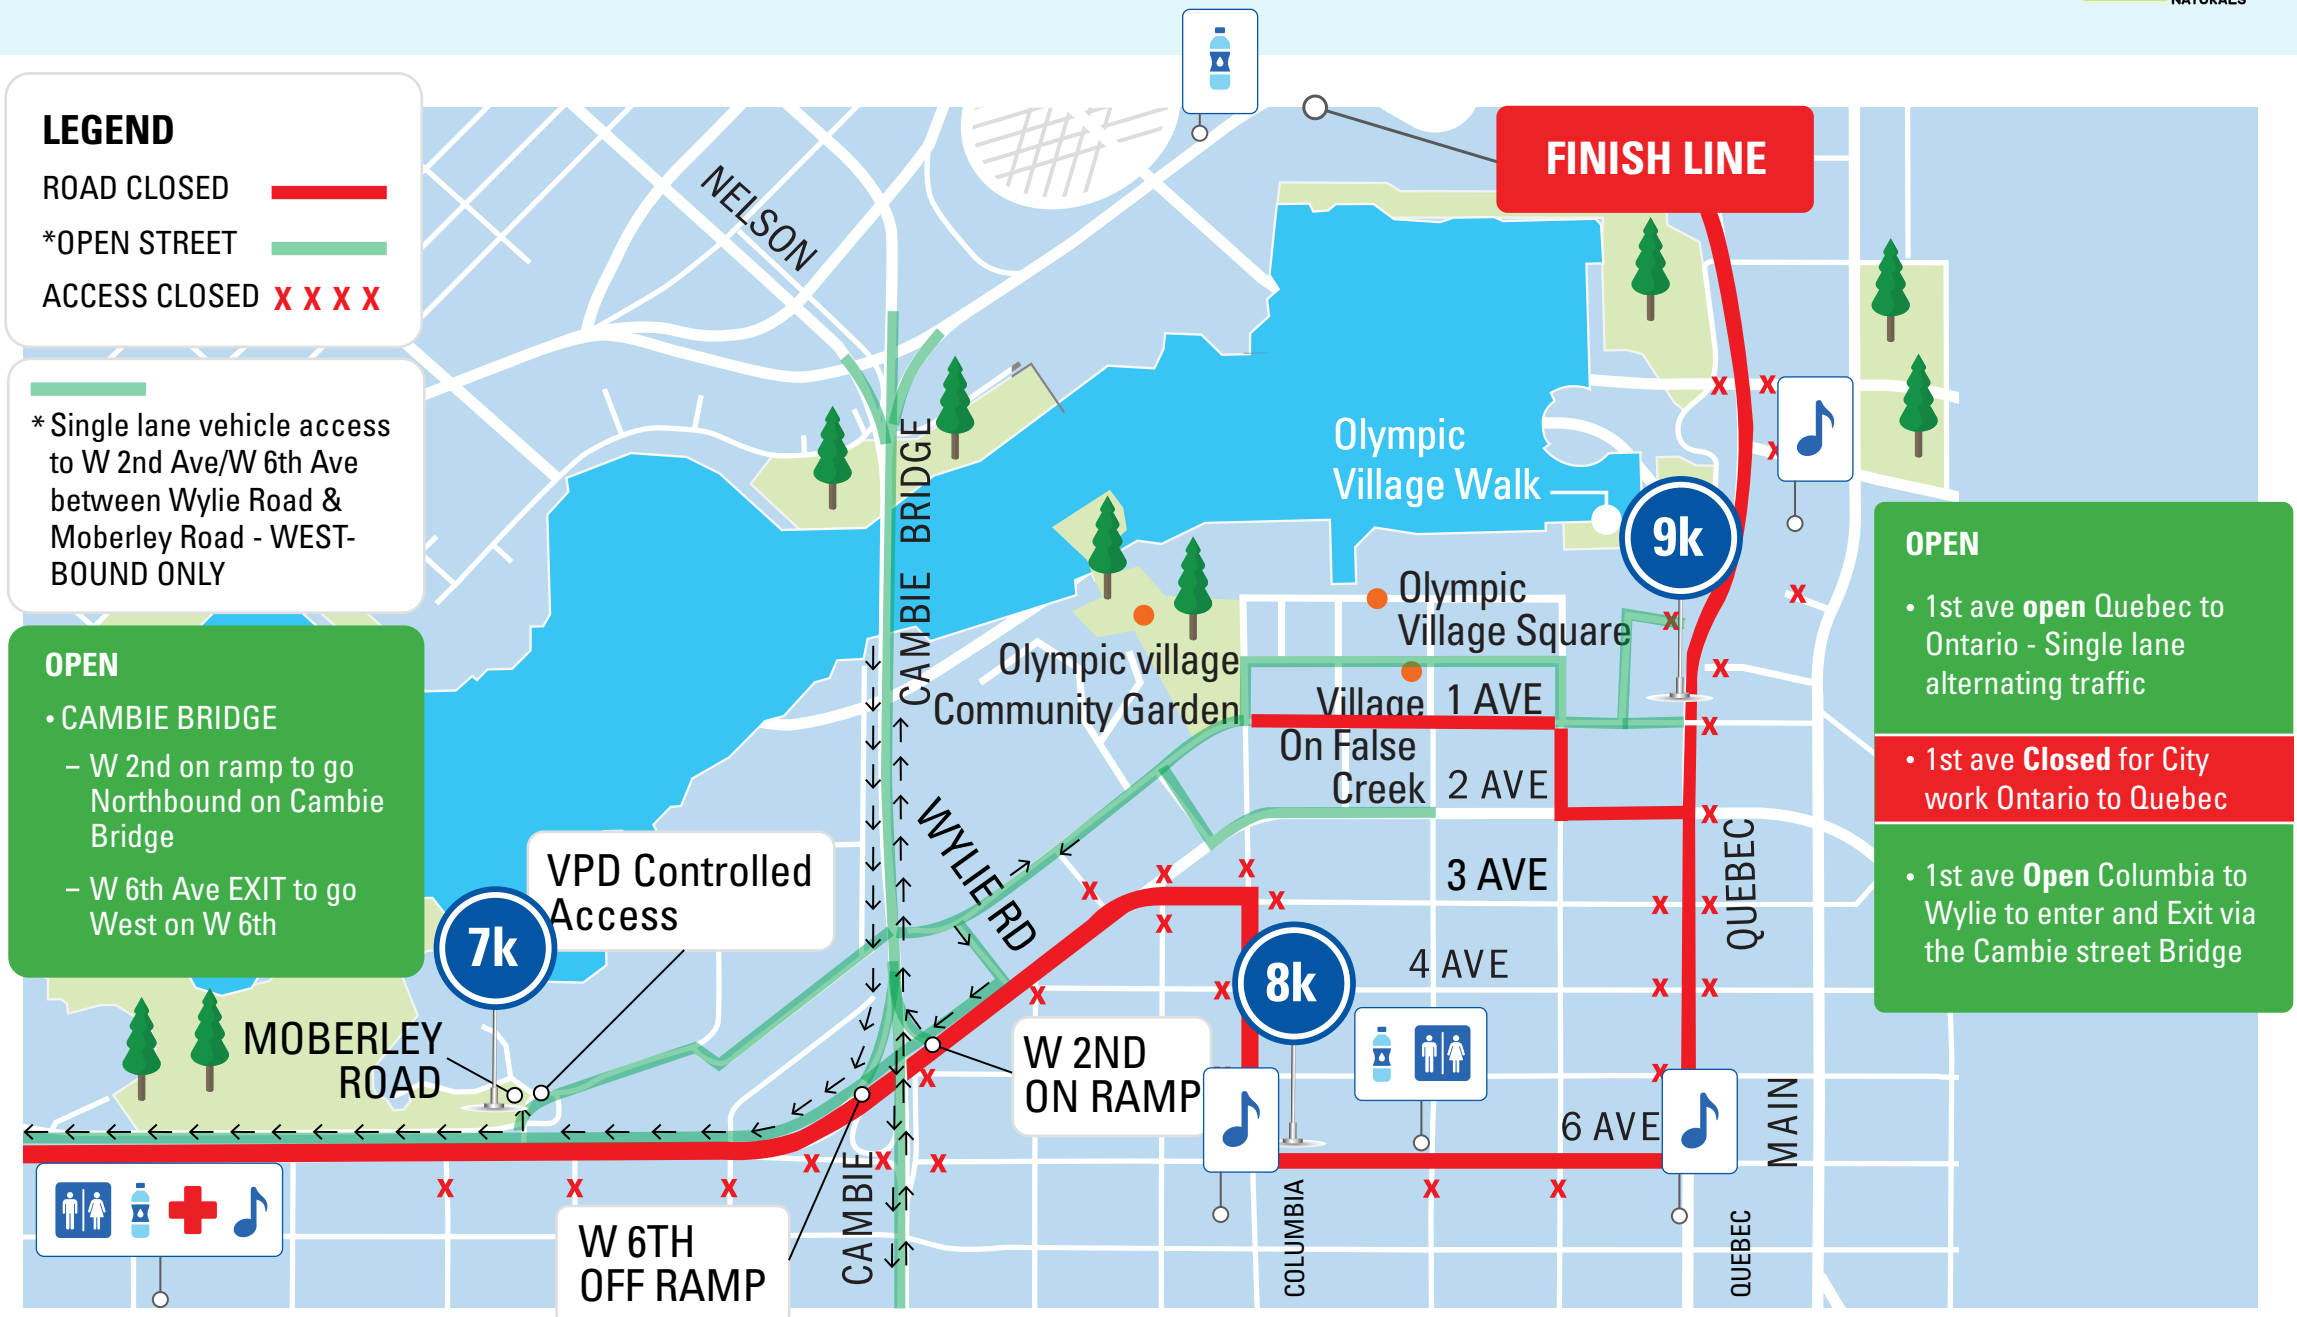 NATURALS
LEGEND
ROAD CLOSED
*OPEN STREET
ACCESS CLOSED X X X X
* Single lane vehicle access
to W 2nd Ave/W 6th Ave
between Wylie Road &
Moberley Road - WEST-
BOUND ONLY
OPEN
• CAMBIE BRIDGE
– W 2nd on ramp to go
Northbound on Cambie
Bridge
– W 6th Ave EXIT to go
West on W 6th
NELSON
FINISH LINE
CAMBIE BRIDGE
Olympic
Village Walk
9k
Olympic
Village Square
Olympic village
Community Garden
Village
On False
Creek
1 AVE
2 AVE
3 AVE
4 AVE
6 AVE
WYLIE RD
QUEBEC
VPD Controlled
Access
7k
8k
MOBERLEY
ROAD
W 2ND
ON RAMP
W 6TH
OFF RAMP
CAMBIE
COLUMBIA
QUEBEC
MAIN
OPEN
• 1st ave open Quebec to
Ontario - Single lane
alternating traffic
• 1st ave Closed for City
work Ontario to Quebec
• 1st ave Open Columbia to
Wylie to enter and Exit via
the Cambie street Bridge